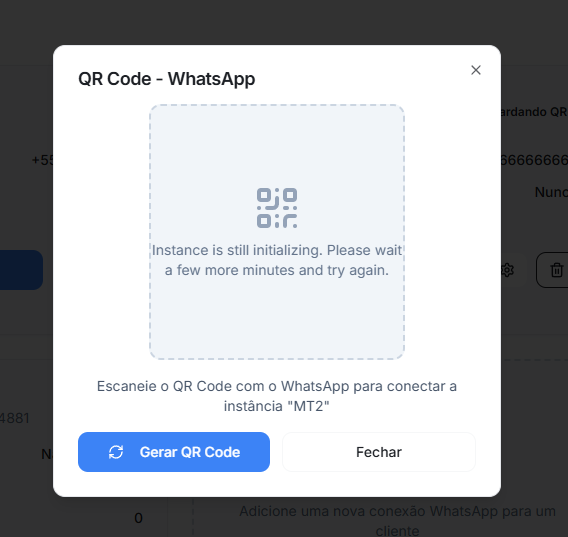 QR Code - WhatsApp
ardando QR
+55
66666666
Nunc
Instance is still initializing. Please wait
a few more minutes and try again.
Escaneie o QR Code com o WhatsApp para conectar a
instância "MT2"
4881
Gerar QR Code
Fechar
0
Adicione uma nova conexão WhatsApp para um
cliente